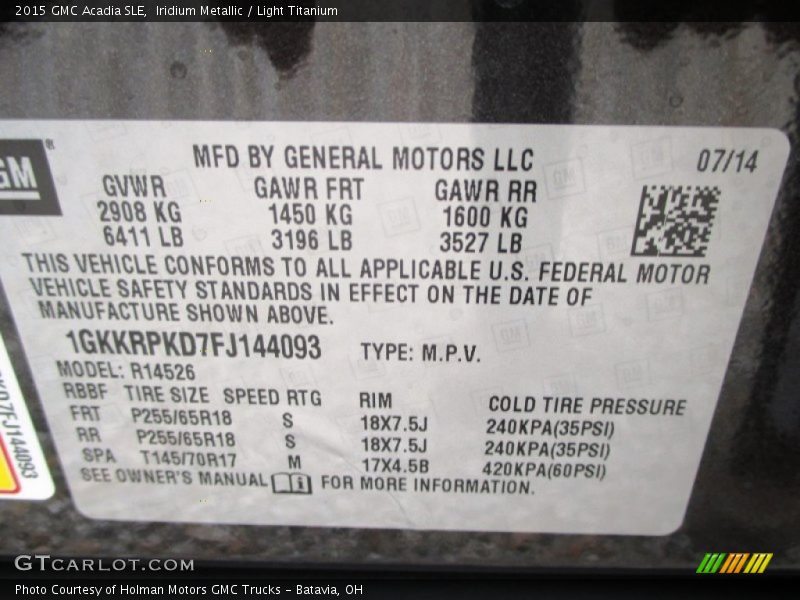 2015 GMC Acadia SLE,  Iridium Metallic / Light Titanium
GM®
MFD BY GENERAL MOTORS LLC
07/14
GVWR GAWR FRT GAWR RR
2908 KG 1450 KG 1600 KG
6411 LB 3196 LB 3527 LB
THIS VEHICLE CONFORMS TO ALL APPLICABLE U.S. FEDERAL MOTOR
VEHICLE SAFETY STANDARDS IN EFFECT ON THE DATE OF
MANUFACTURE SHOWN ABOVE.
1GKKRPKD7FJ144093 TYPE: M.P.V.
MODEL: R14526
RBBF TIRE SIZE SPEED RTG RIM COLD TIRE PRESSURE
FRT P255/65R18 S 18X7.5J 240KPA(35PSI)
RR P255/65R18 S 18X7.5J 240KPA(35PSI)
SPA T145/70R17 M 17X4.5B 420KPA(60PSI)
SEE OWNER'S MANUAL i FOR MORE INFORMATION.
D7FJ144093
GTCARLOT.COM
Photo Courtesy of Holman Motors GMC Trucks - Batavia, OH